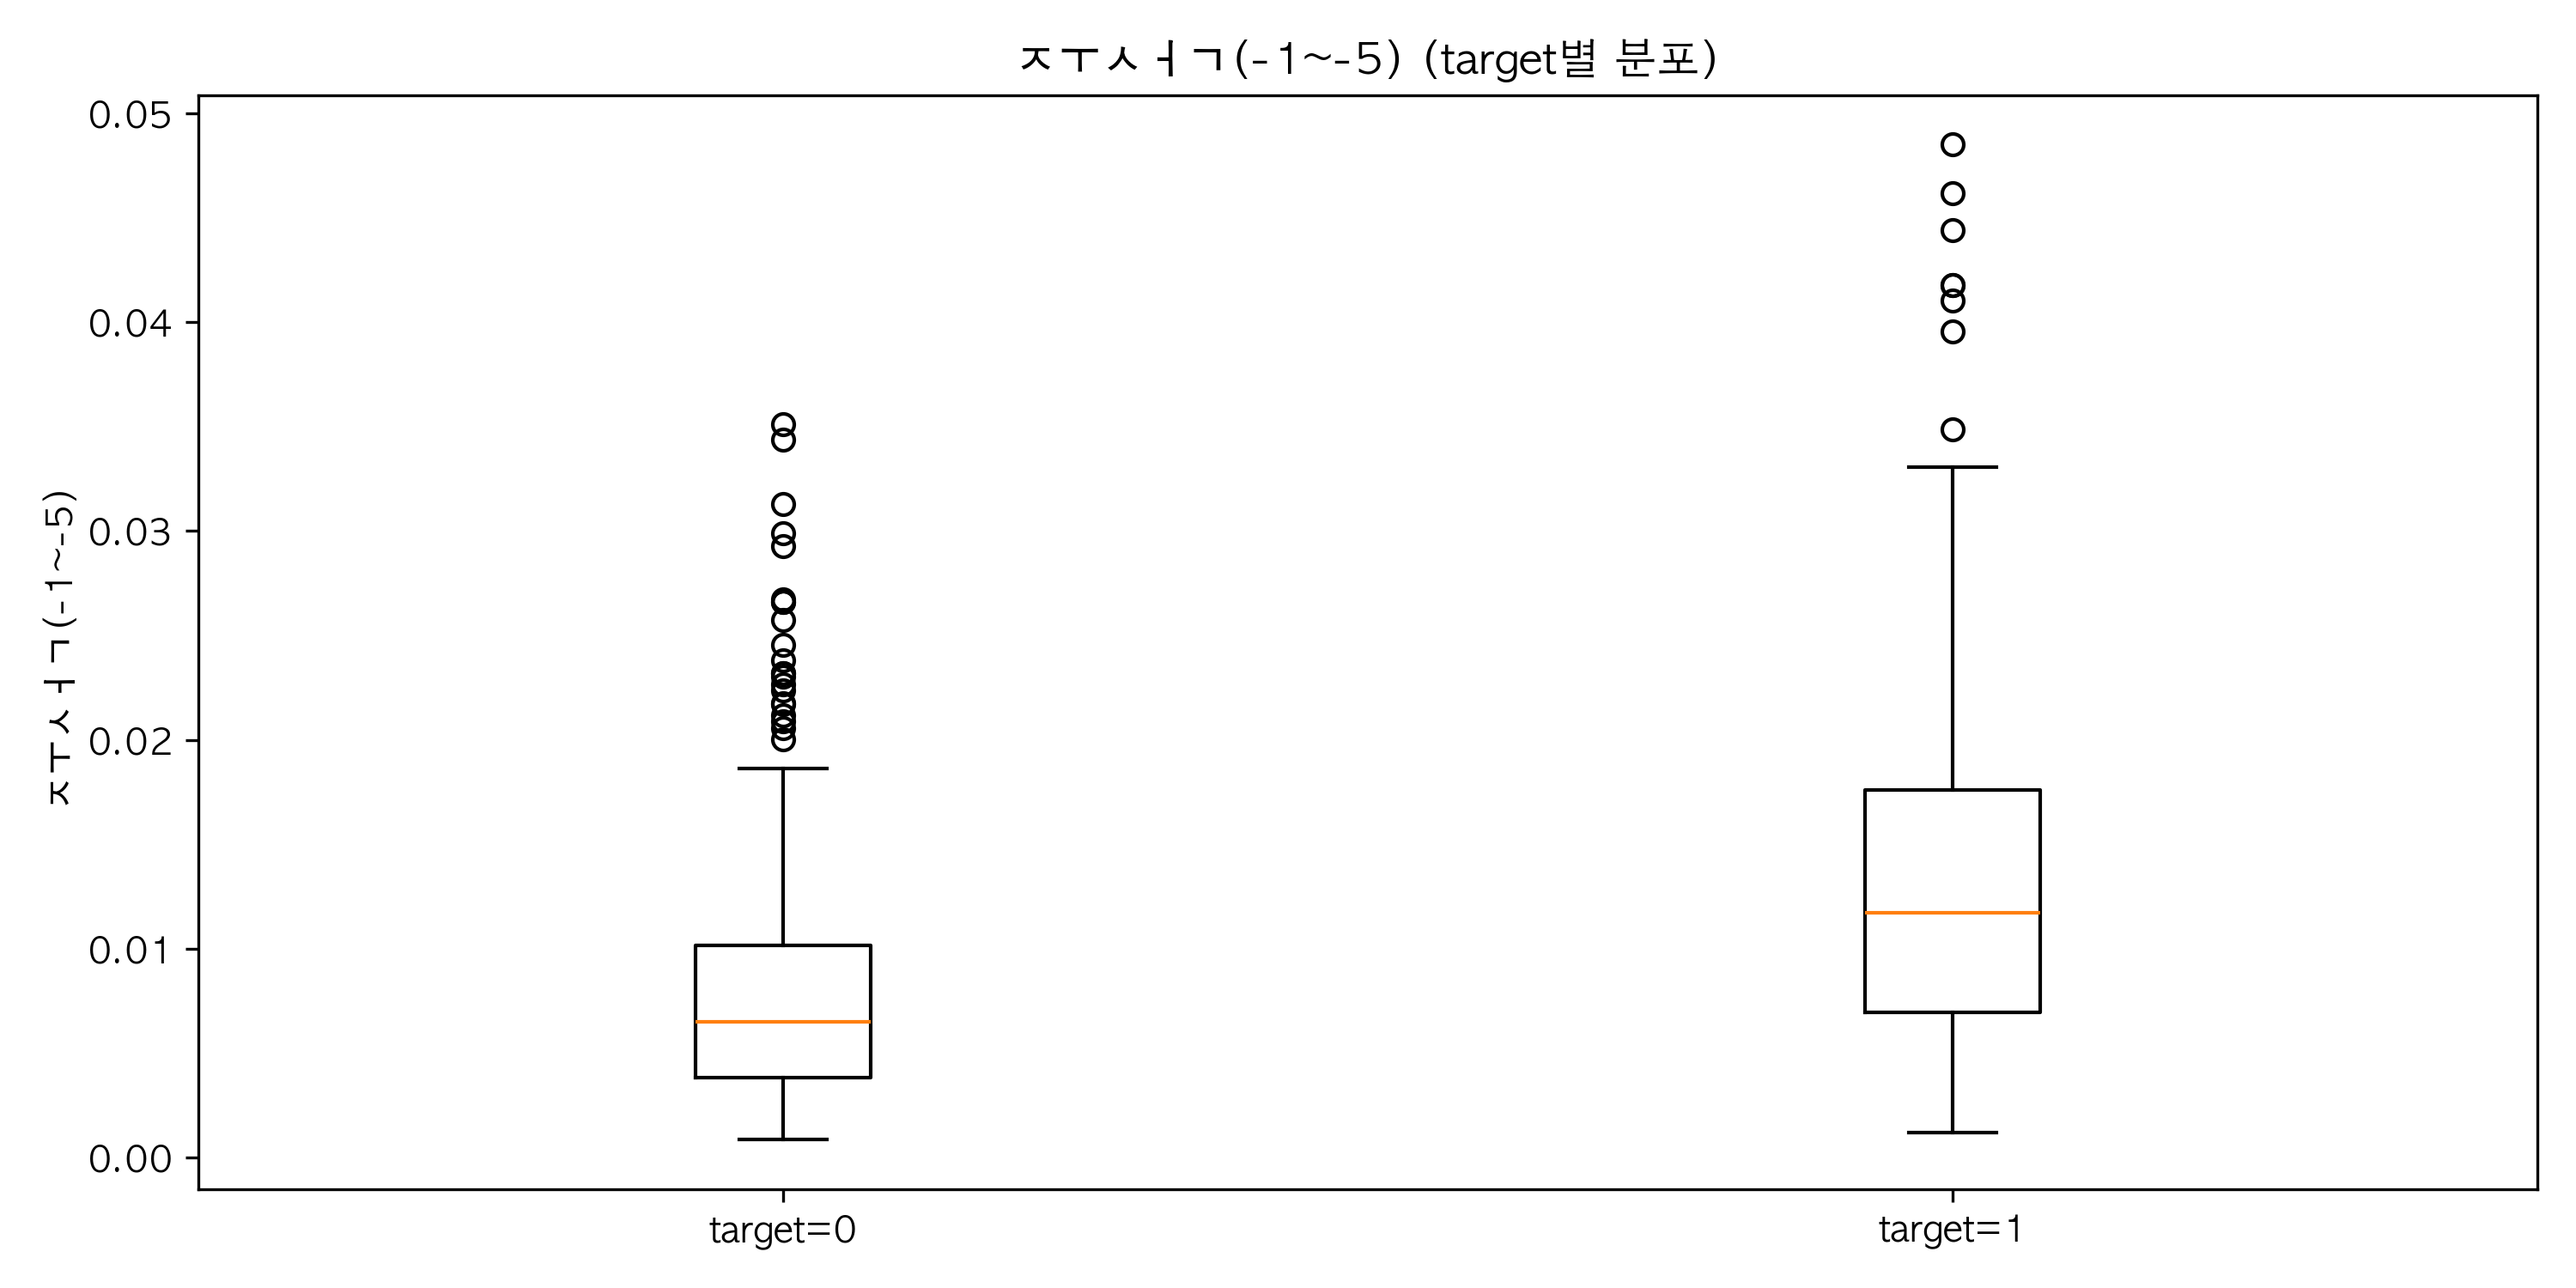 ㅈㅜㅅㅓㄱ(-1~-5) (target별 분포)
ㅈㅜㅅㅓㄱ(-1~-5)
0.05
0.04
0.03
0.02
0.01
0.00
target=0
target=1